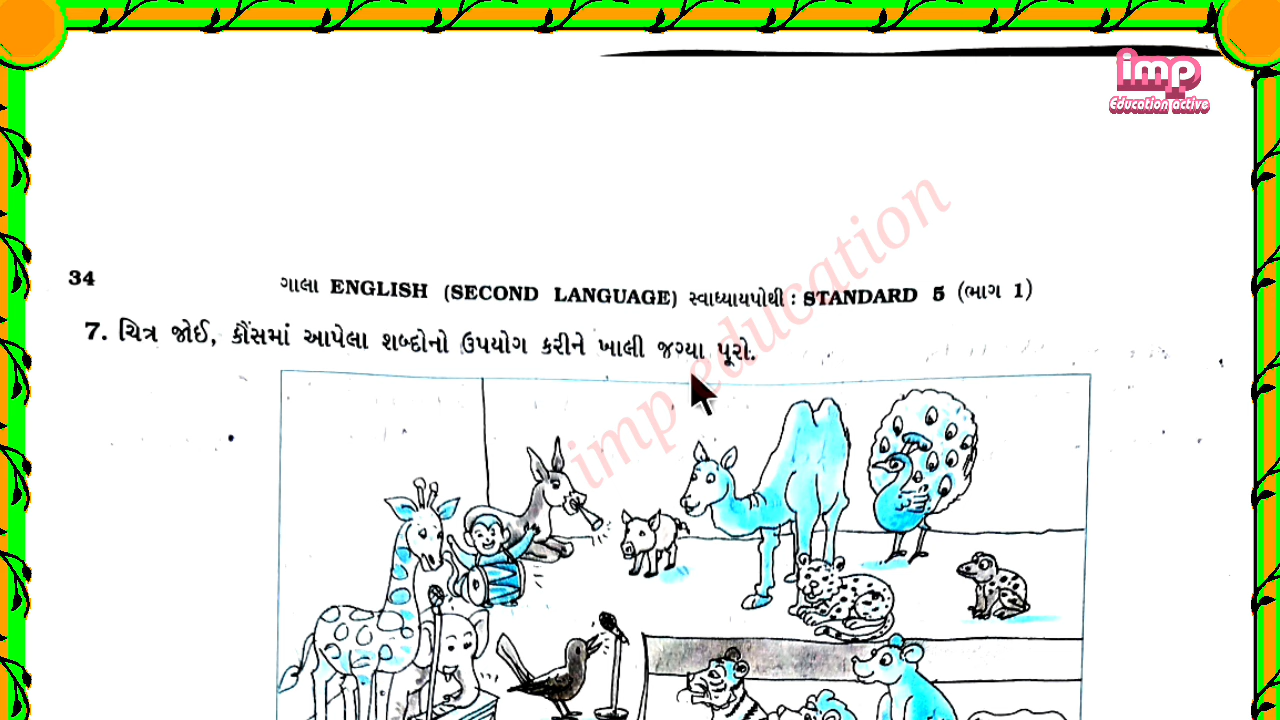 imp
Education active
34
ગાલા ENGLISH (SECOND LANGUAGE) સ્વાધ્યાયપોથી : STANDARD 5 (ભાગ 1)
7. ચિત્ર જોઈ, કૌંસમાં આપેલા શબ્દોનો ઉપયોગ કરીને ખાલી જગ્યા પૂરો.
imp education